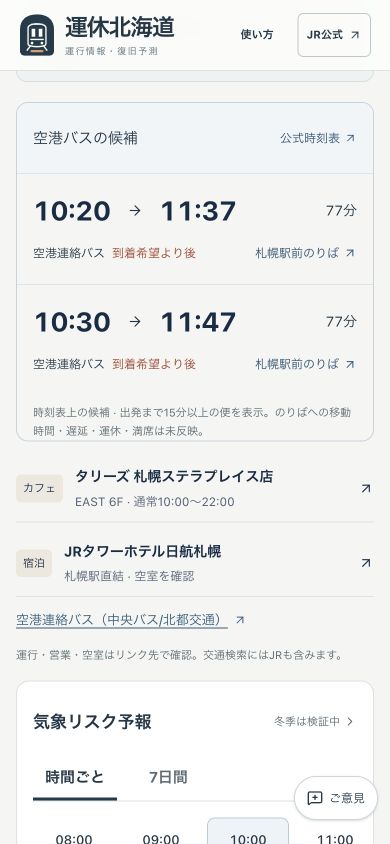 運休北海道
運行情報・復旧予測
使い方
JR公式 ↗
空港バスの候補
公式時刻表 ↗
10:20 → 11:37
77分
空港連絡バス 到着希望より後
札幌駅前のりば ↗
10:30 → 11:47
77分
空港連絡バス 到着希望より後
札幌駅前のりば ↗
時刻表上の候補 · 出発まで15分以上の便を表示。のりばへの移動
時間・遅延・運休・満席は未反映。
カフェ
タリーズ 札幌ステラプレイス店
EAST 6F · 通常10:00〜22:00
宿泊
JRタワーホテル日航札幌
札幌駅直結 · 空室を確認
空港連絡バス（中央バス/北都交通） ↗
運行・営業・空室はリンク先で確認。交通検索にはJRも含みます。
気象リスク予報
冬季は検証中
時間ごと
7日間
ご意見
08:00
09:00
10:00
11:00